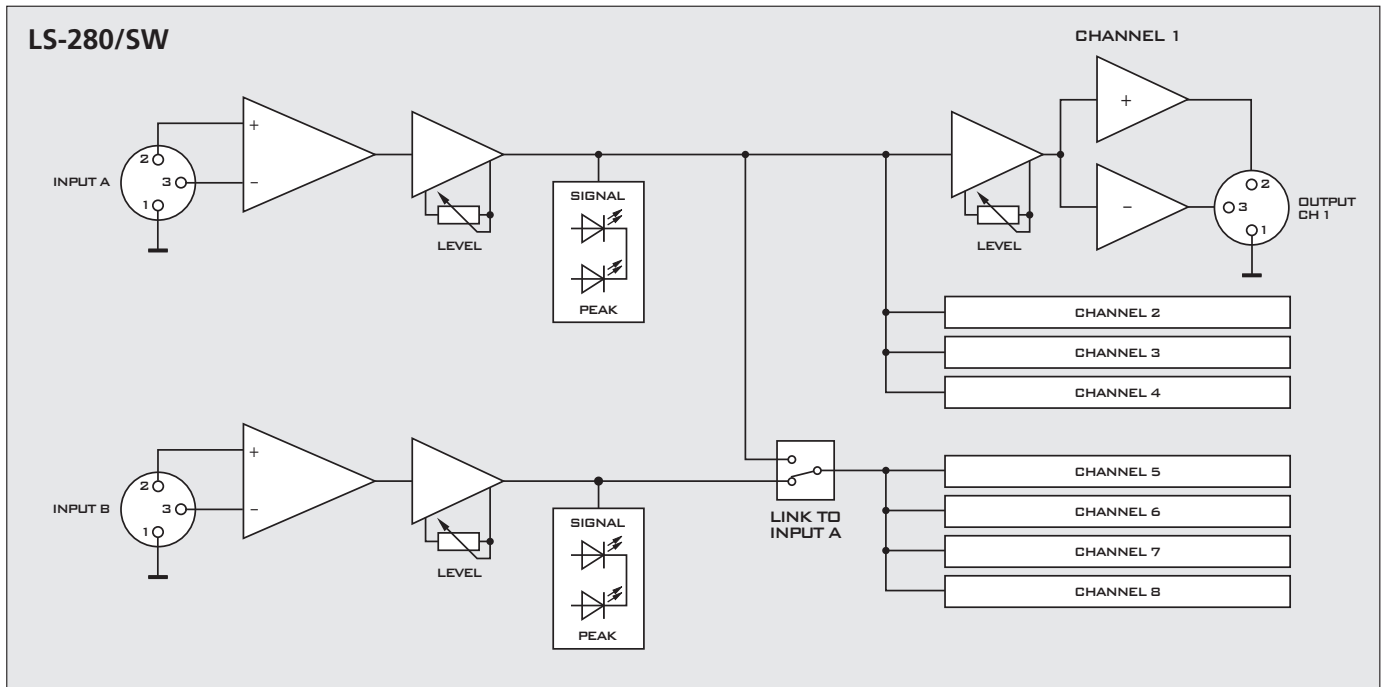 LS-280/SW
CHANNEL 1
INPUT A
2
3
1
+
−
LEVEL
SIGNAL
PEAK
LEVEL
+
−
2
3
1
OUTPUT
CH 1
CHANNEL 2
CHANNEL 3
CHANNEL 4
INPUT B
2
3
1
+
−
LEVEL
SIGNAL
PEAK
LINK TO
INPUT A
CHANNEL 5
CHANNEL 6
CHANNEL 7
CHANNEL 8